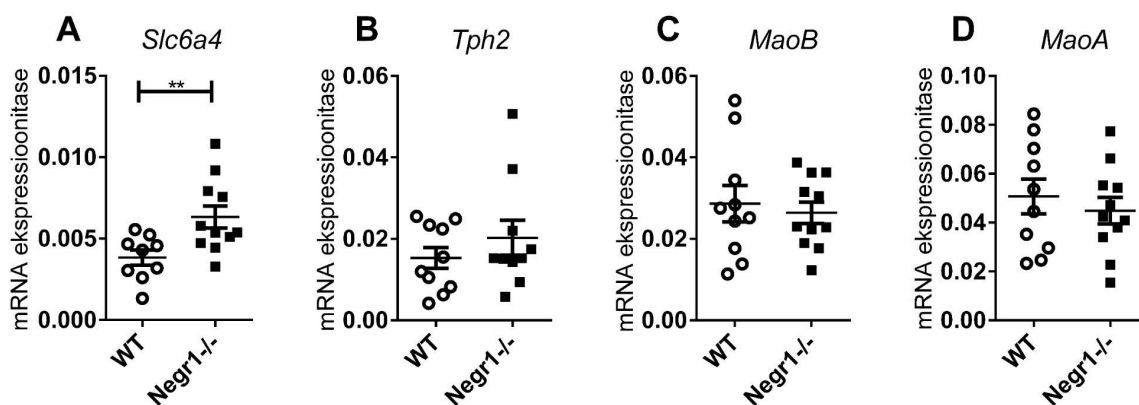 A
Slc6a4
mRNA ekspressioonitase
0.015
0.010
0.005
0.000
**
WT
Negr1-/-
B
Tph2
mRNA ekspressioonitase
0.06
0.04
0.02
0.00
WT
Negr1-/-
C
MaoB
mRNA ekspressioonitase
0.06
0.04
0.02
0.00
WT
Negr1-/-
D
MaoA
mRNA ekspressioonitase
0.10
0.08
0.06
0.04
0.02
0.00
WT
Negr1-/-